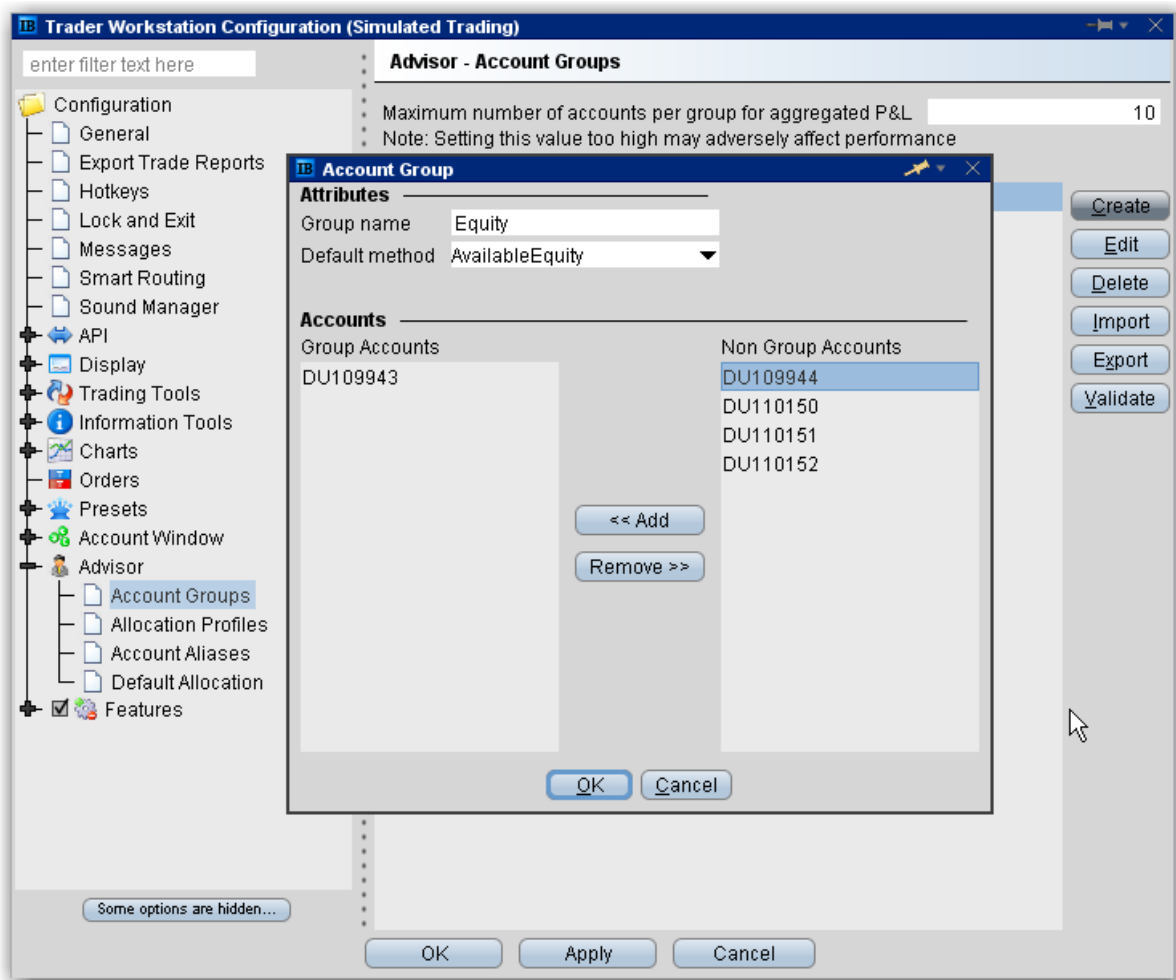 IB Trader Workstation Configuration (Simulated Trading)
enter filter text here
Configuration
General
Export Trade Reports
Hotkeys
Lock and Exit
Messages
Smart Routing
Sound Manager
API
Display
Trading Tools
Information Tools
Charts
Orders
Presets
Account Window
Advisor
Account Groups
Allocation Profiles
Account Aliases
Default Allocation
Features
Some options are hidden...
Advisor - Account Groups
Maximum number of accounts per group for aggregated P&L 10
Note: Setting this value too high may adversely affect performance
IB Account Group
Attributes
Group name Equity
Default method AvailableEquity
Accounts
Group Accounts
DU109943
Non Group Accounts
DU109944
DU110150
DU110151
DU110152
<< Add
Remove >>
OK Cancel
Create
Edit
Delete
Import
Export
Validate
OK Apply Cancel